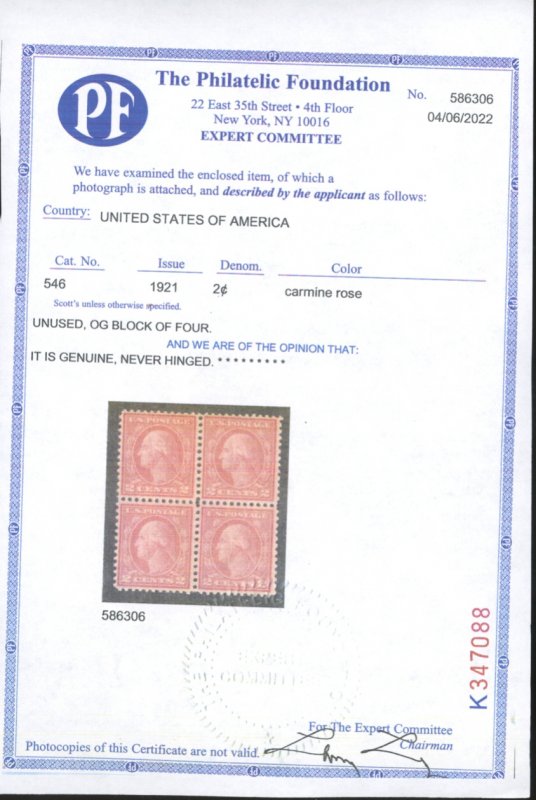 PF
The Philatelic Foundation
22 East 35th Street • 4th Floor
New York, NY 10016
EXPERT COMMITTEE
No. 586306
04/06/2022
We have examined the enclosed item, of which a
photograph is attached, and described by the applicant as follows:
Country: UNITED STATES OF AMERICA
Cat. No. Issue Denom. Color
546 1921 2¢ carmine rose
Scott's unless otherwise specified.
UNUSED, OG BLOCK OF FOUR.
AND WE ARE OF THE OPINION THAT:
IT IS GENUINE, NEVER HINGED. *********
U.S. POSTAGE U.S. POSTAGE
2 CENTS 2 2 CENTS 2
U.S. POSTAGE U.S. POSTAGE
2 CENTS 2 2 CENTS 2
586306
EXPERT
COMMITTEE
K347088
For The Expert Committee
Chairman
Photocopies of this Certificate are not valid.